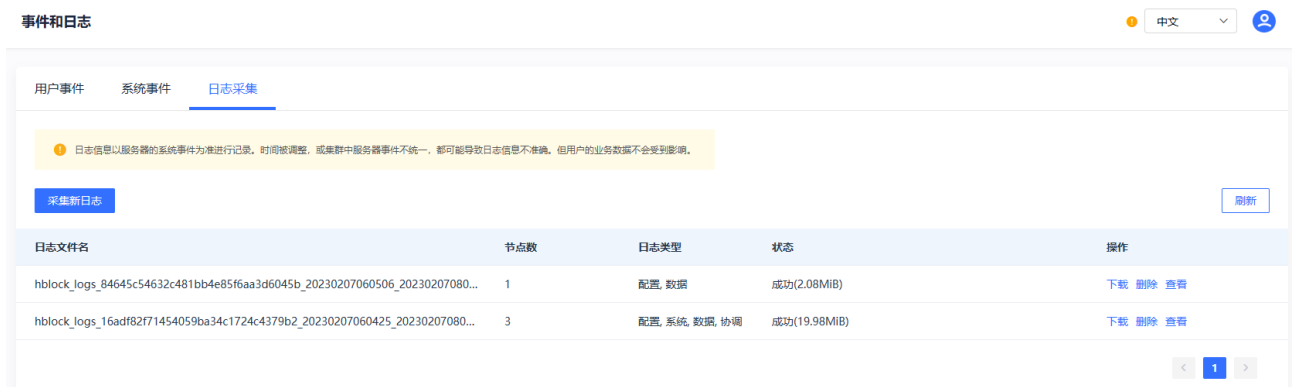 事件和日志
中文
用户事件 系统事件 日志采集
日志信息以服务器的系统事件为准进行记录。时间被调整，或集群中服务器事件不统一，都可能导致日志信息不准确。但用户的业务数据不会受到影响。
采集新日志 刷新
日志文件名 节点数 日志类型 状态 操作
hblock_logs_84645c54632c481bb4e85f6aa3d6045b_20230207060506_20230207080... 1 配置, 数据 成功(2.08MiB) 下载 删除 查看
hblock_logs_16adf82f71454059ba34c1724c4379b2_20230207060425_20230207080... 3 配置, 系统, 数据, 协调 成功(19.98MiB) 下载 删除 查看
< 1 >